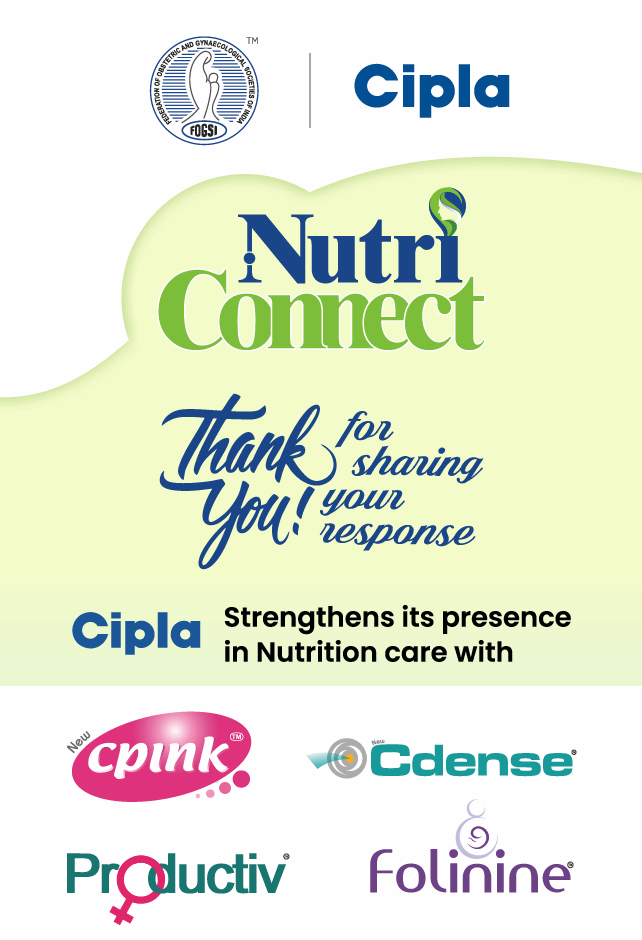 FEDERATION OF OBSTETRIC AND GYNAECOLOGICAL SOCIETIES OF INDIA
FOGSI
TM
Cipla
Nutri
Connect
Thank You!
for
sharing
your
response
Cipla
Strengthens its presence
in Nutrition care with
New
cpink TM
New
Cdense
Productiv
Folinine